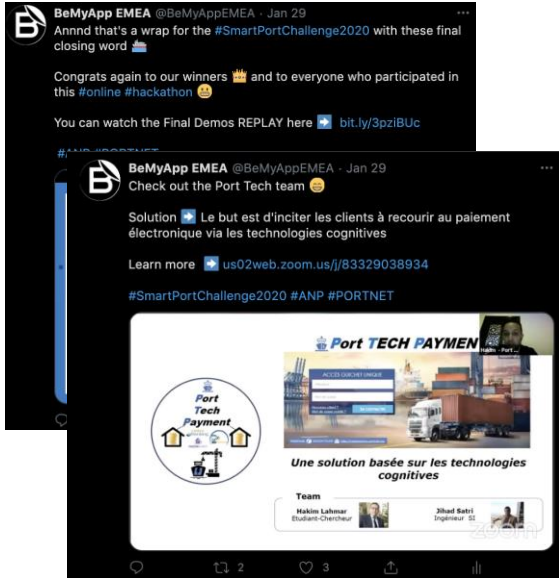 BeMyApp EMEA @BeMyAppEMEA · Jan 29
Annnd that's a wrap for the #SmartPortChallenge2020 with these final
closing word
Congrats again to our winners and to everyone who participated in
this #online #hackathon
You can watch the Final Demos REPLAY here bit.ly/3pziBUc
BeMyApp EMEA @BeMyAppEMEA · Jan 29
Check out the Port Tech team
Solution Le but est d'inciter les clients à recourir au paiement
électronique via les technologies cognitives
Learn more us02web.zoom.us/j/83329038934
#SmartPortChallenge2020 #ANP #PORTNET
Port TECH PAYMEN
Hakim - Port ...
ACCÈS GUICHET UNIQUE
Port
Tech
Payment
Une solution basée sur les technologies
cognitives
Team
Hakim Lahmar
Etudiant-Chercheur
Jihad Satri
Ingénieur SI
zoom
2
3